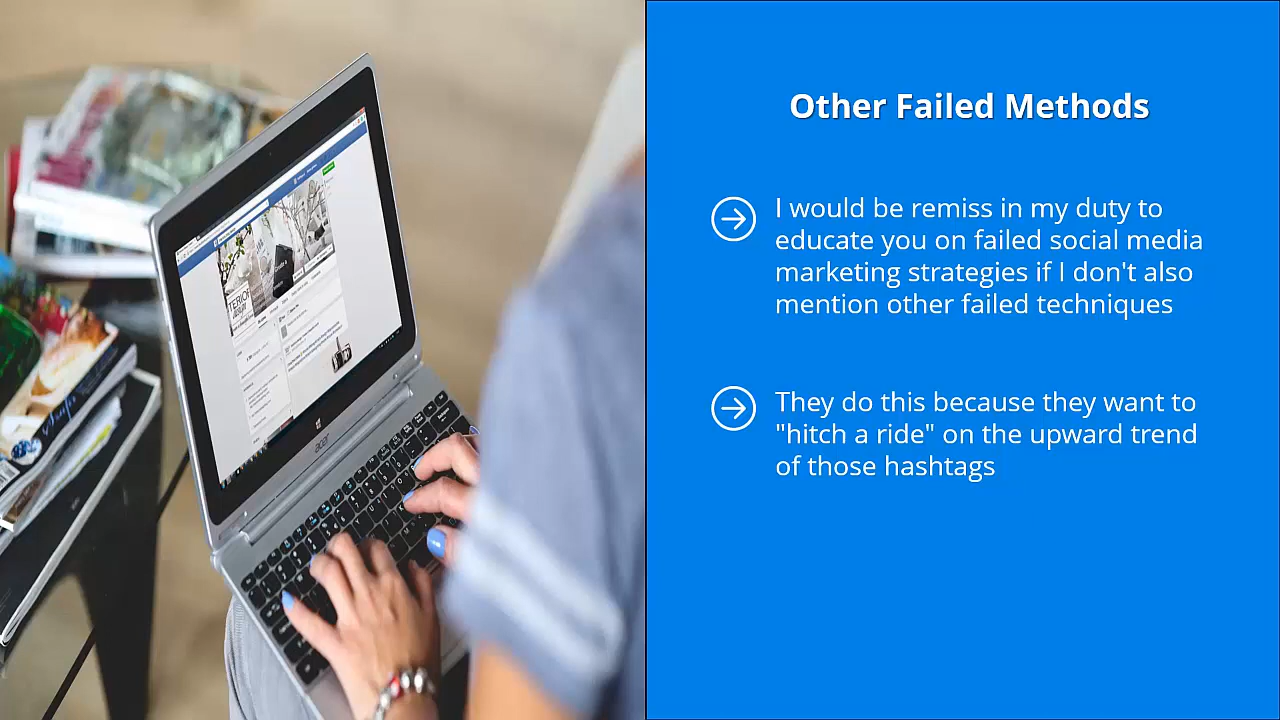 Other Failed Methods
I would be remiss in my duty to
educate you on failed social media
marketing strategies if I don't also
mention other failed techniques
They do this because they want to
"hitch a ride" on the upward trend
of those hashtags
acer